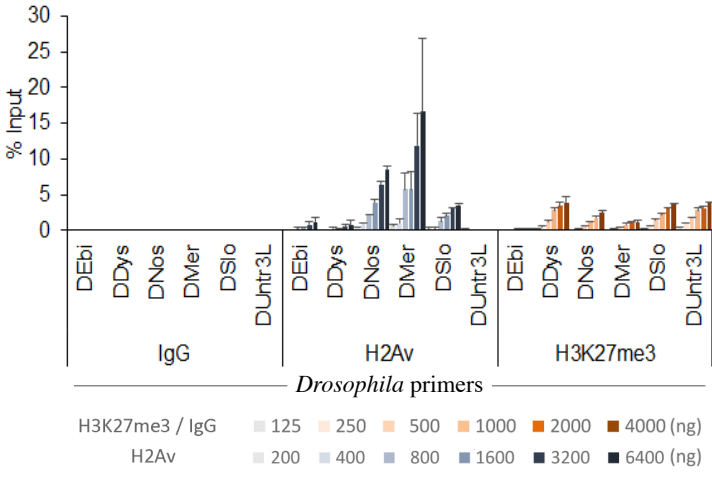 30
25
20
15
10
5
0
% Input
DEbi DDys DNos DMer DSlo DUntr3L DEbi DDys DNos DMer DSlo DUntr3L DEbi DDys DNos DMer DSlo DUntr3L
IgG H2Av H3K27me3
Drosophila primers
H3K27me3 / IgG 125 250 500 1000 2000 4000 (ng)
H2Av 200 400 800 1600 3200 6400 (ng)